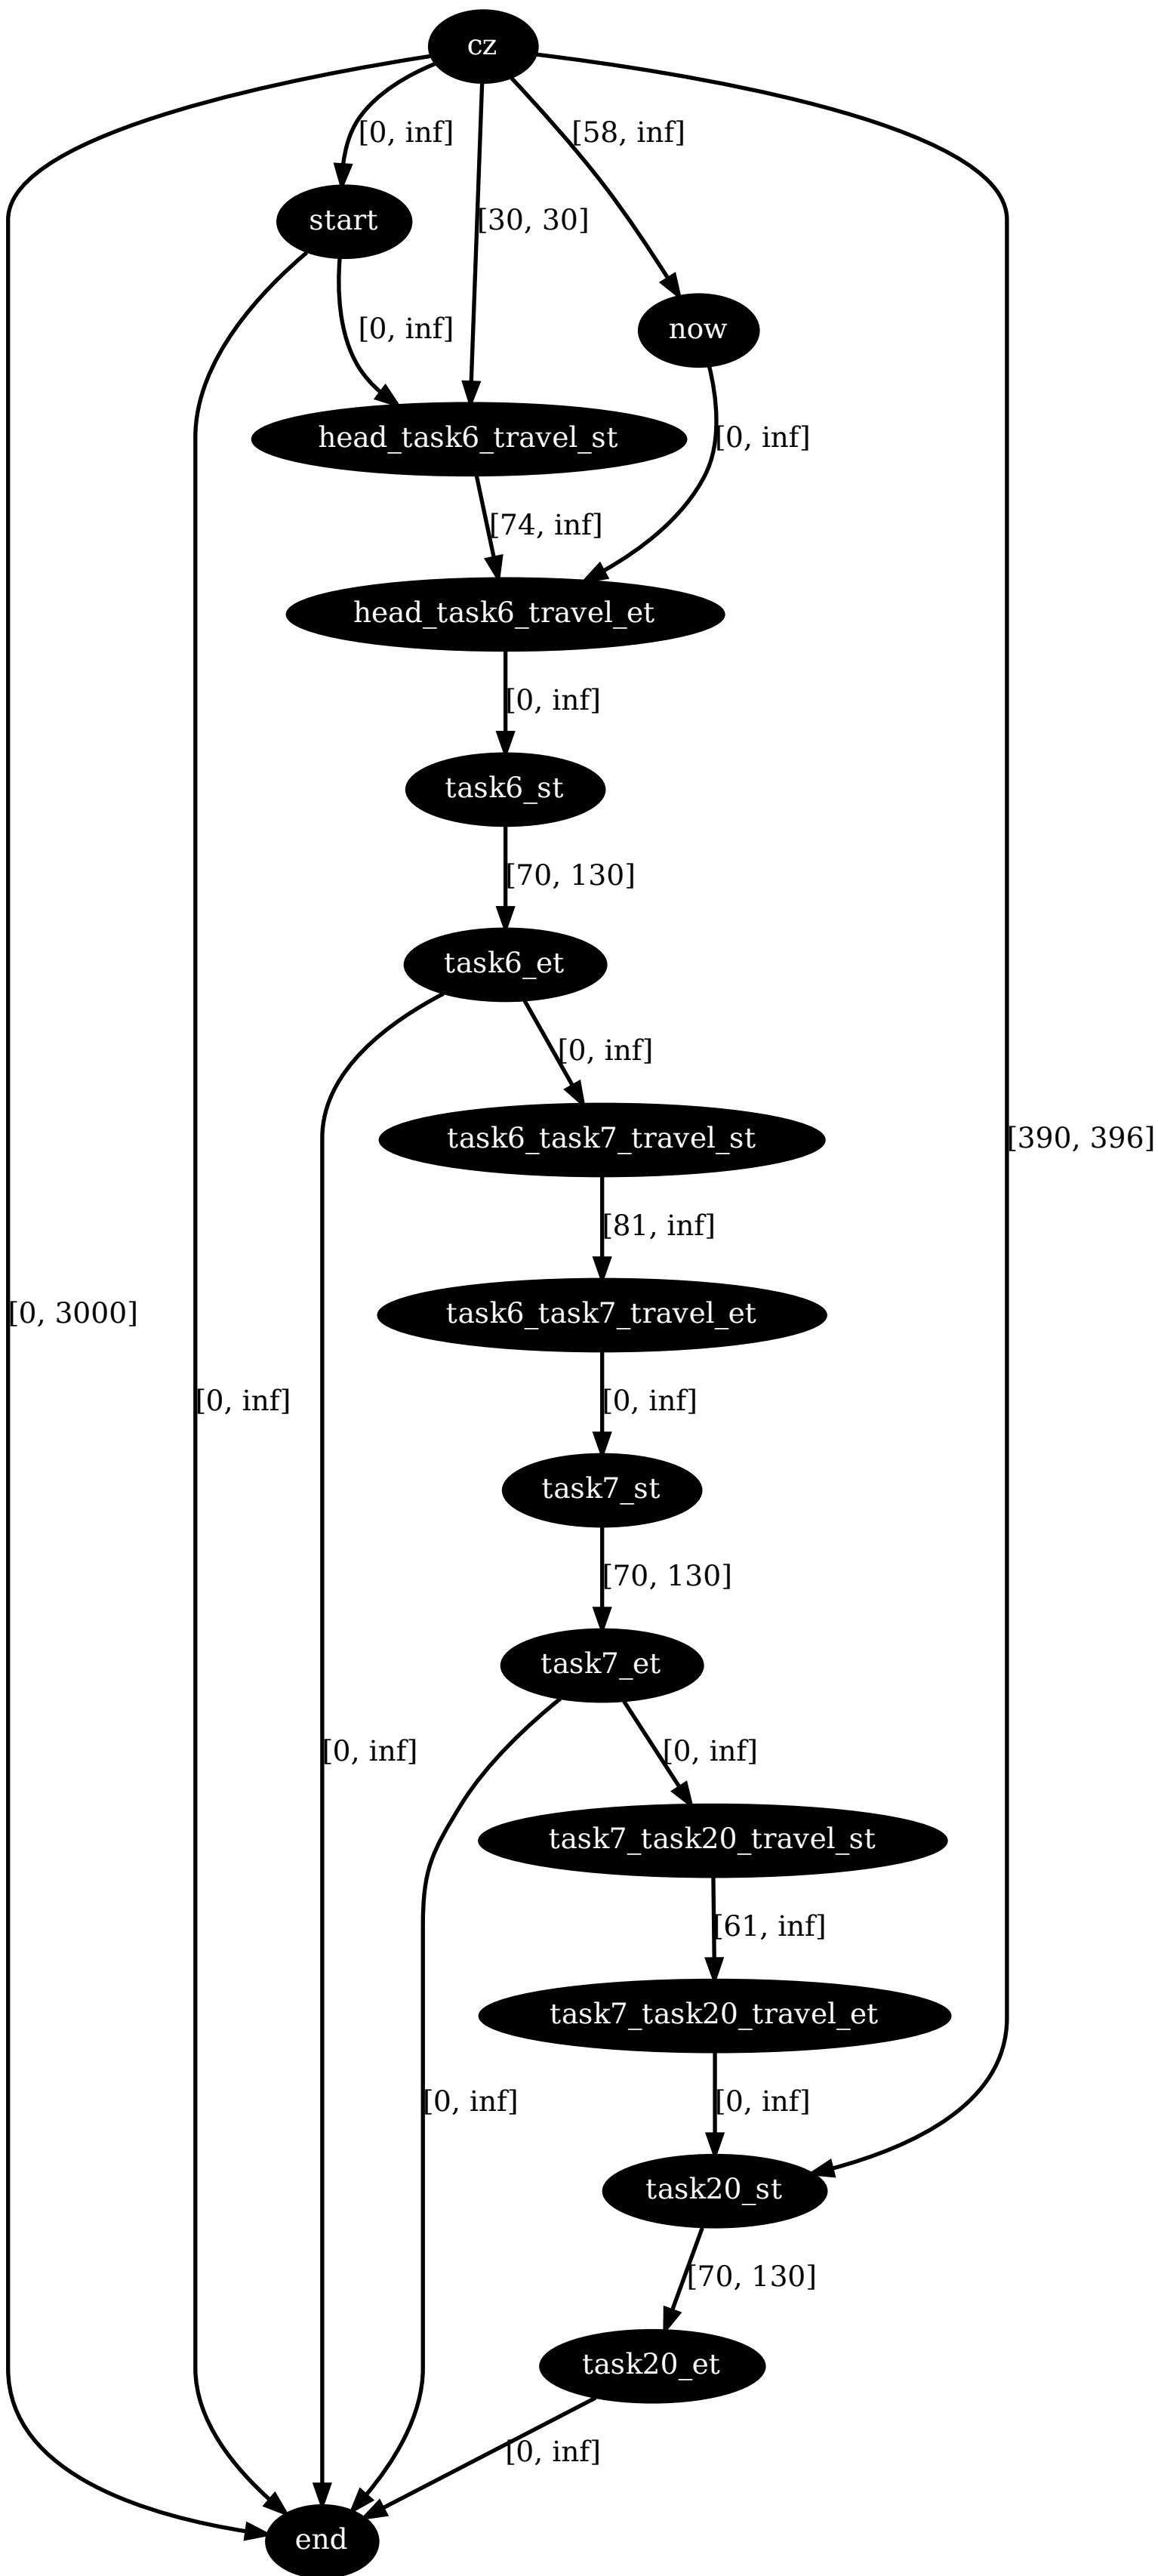 cz
[0, inf]
[58, inf]
[30, 30]
start
now
[0, inf]
head_task6_travel_st
[0, inf]
[74, inf]
head_task6_travel_et
[0, inf]
task6_st
[70, 130]
task6_et
[0, inf]
task6_task7_travel_st
[390, 396]
[81, inf]
[0, 3000]
task6_task7_travel_et
[0, inf]
[0, inf]
task7_st
[70, 130]
task7_et
[0, inf]
[0, inf]
task7_task20_travel_st
[61, inf]
task7_task20_travel_et
[0, inf]
[0, inf]
task20_st
[70, 130]
task20_et
[0, inf]
end